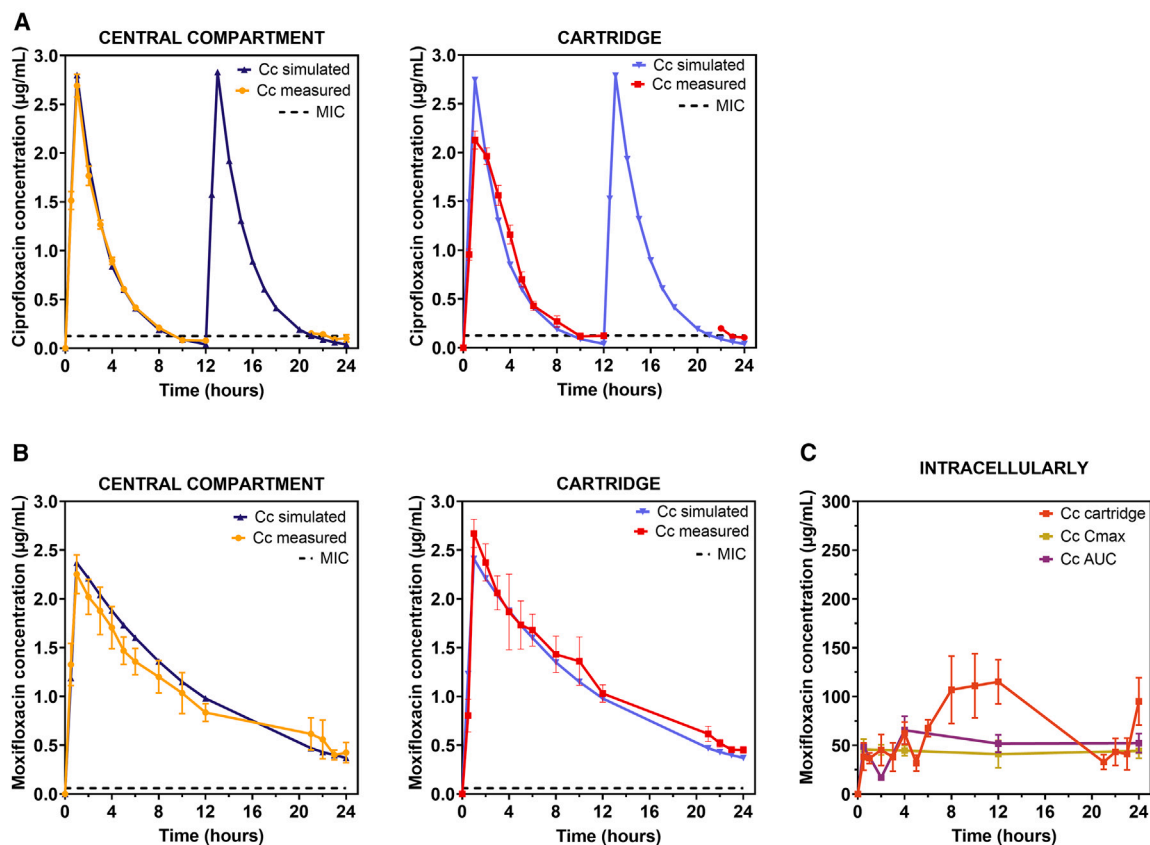 A
CENTRAL COMPARTMENT
CARTRIDGE
Ciprofloxacin concentration (µg/mL)
3.0
2.5
2.0
1.5
1.0
0.5
0.0
Cc simulated
Cc measured
MIC
0 4 8 12 16 20 24
Time (hours)
Ciprofloxacin concentration (µg/mL)
3.0
2.5
2.0
1.5
1.0
0.5
0.0
Cc simulated
Cc measured
MIC
0 4 8 12 16 20 24
Time (hours)
B
CENTRAL COMPARTMENT
CARTRIDGE
Moxifloxacin concentration (µg/mL)
3.0
2.5
2.0
1.5
1.0
0.5
0.0
Cc simulated
Cc measured
MIC
0 4 8 12 16 20 24
Time (hours)
Moxifloxacin concentration (µg/mL)
3.0
2.5
2.0
1.5
1.0
0.5
0.0
Cc simulated
Cc measured
MIC
0 4 8 12 16 20 24
Time (hours)
C
INTRACELLULARLY
Moxifloxacin concentration (µg/mL)
300
250
200
150
100
50
0
Cc cartridge
Cc Cmax
Cc AUC
0 4 8 12 16 20 24
Time (hours)